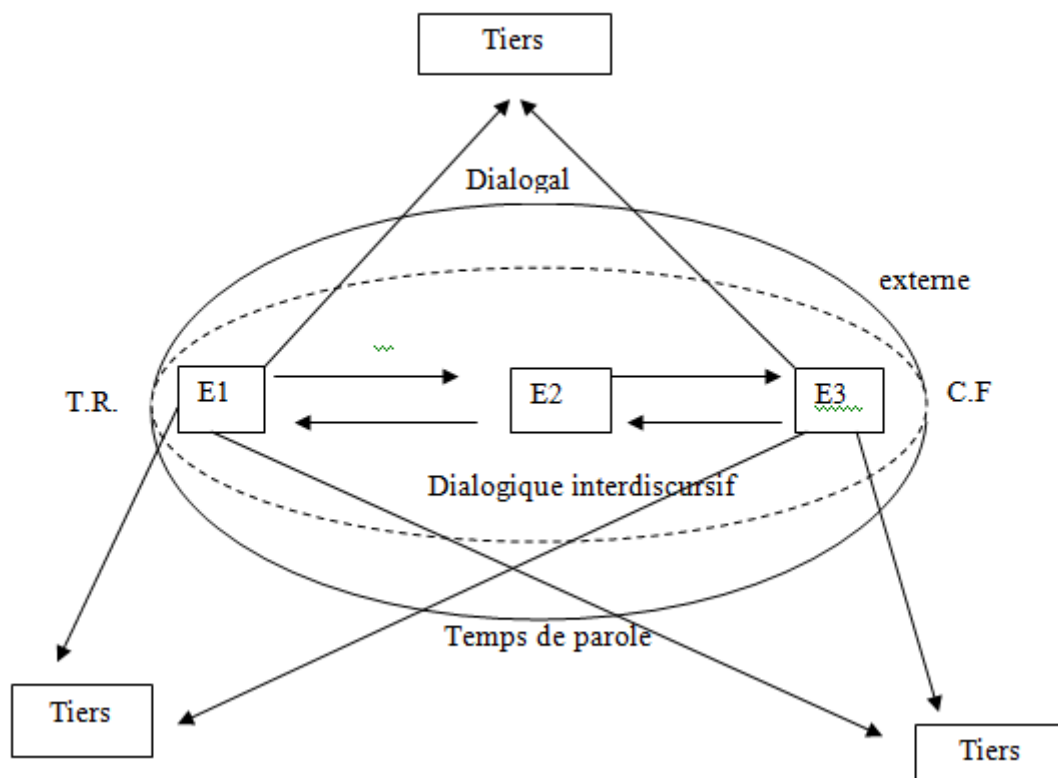 Tiers
Dialogal
externe
T.R.
E1
E2
E3
C.F
Dialogique interdiscursif
Temps de parole
Tiers
Tiers